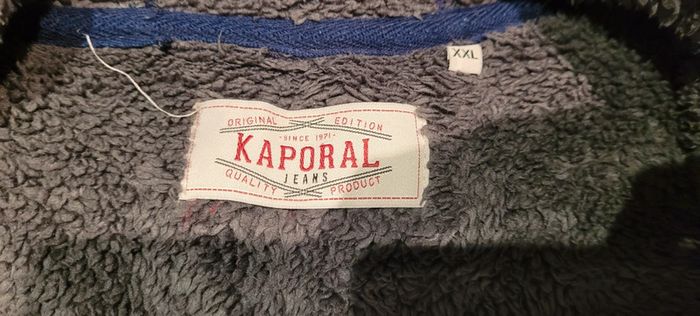 XXL
ORIGINAL EDITION
·SINCE 1971·
KAPORAL
JEANS
QUALITY PRODUCT